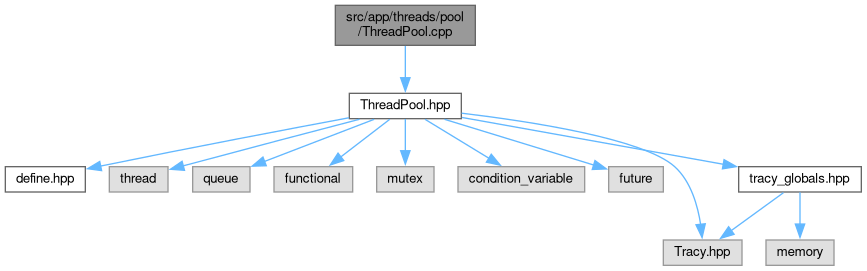 src/app/threads/pool
/ThreadPool.cpp
ThreadPool.hpp
define.hpp
thread
queue
functional
mutex
condition_variable
future
tracy_globals.hpp
Tracy.hpp
memory